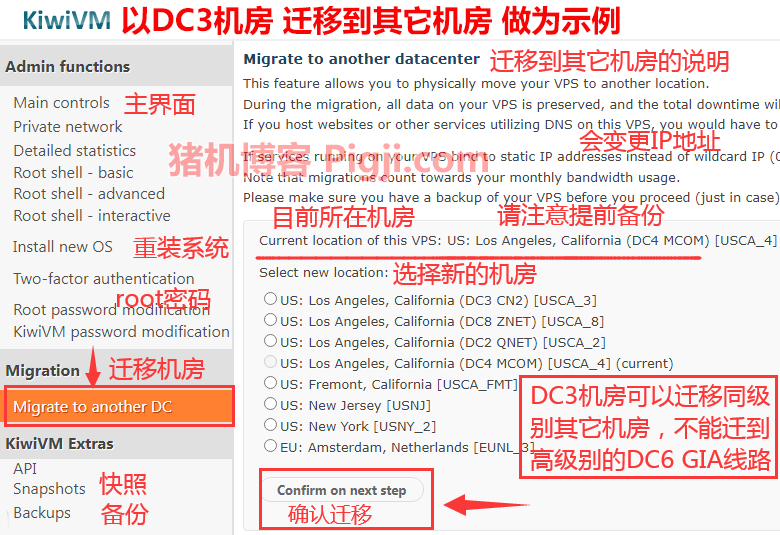 KiwiVM 以DC3机房 迁移到其它机房 做为示例
Admin functions
Main controls 主界面
Private network
Detailed statistics
Root shell - basic
Root shell - advanced
Root shell - interactive
Install new OS 重装系统
Two-factor authentication
root密码
Root password modification
KiwiVM password modification
Migration 迁移机房
Migrate to another DC
KiwiVM Extras
API
Snapshots 快照
Backups 备份
Migrate to another datacenter 迁移到其它机房的说明
This feature allows you to physically move your VPS to another location.
During the migration, all data on your VPS is preserved, and the total downtime wil
If you host websites or other services utilizing DNS on this VPS, you would have to
会变更IP地址
If services running on your VPS bind to static IP addresses instead of wildcard IP (0
猪机博客 Pigji.com
Note that migrations count towards your monthly bandwidth usage.
Please make sure you have a backup of your VPS before you proceed (just in case)
目前所在机房 请注意提前备份
Current location of this VPS: US: Los Angeles, California (DC4 MCOM) [USCA_4]
Select new location: 选择新的机房
US: Los Angeles, California (DC3 CN2) [USCA_3]
US: Los Angeles, California (DC8 ZNET) [USCA_8]
US: Los Angeles, California (DC2 QNET) [USCA_2]
US: Los Angeles, California (DC4 MCOM) [USCA_4] (current)
US: Fremont, California [USCA_FMT]
US: New Jersey [USNJ]
US: New York [USNY_2]
EU: Amsterdam, Netherlands [EUNL_3]
DC3机房可以迁移同级
别其它机房，不能迁到
高级别的DC6 GIA线路
Confirm on next step
确认迁移